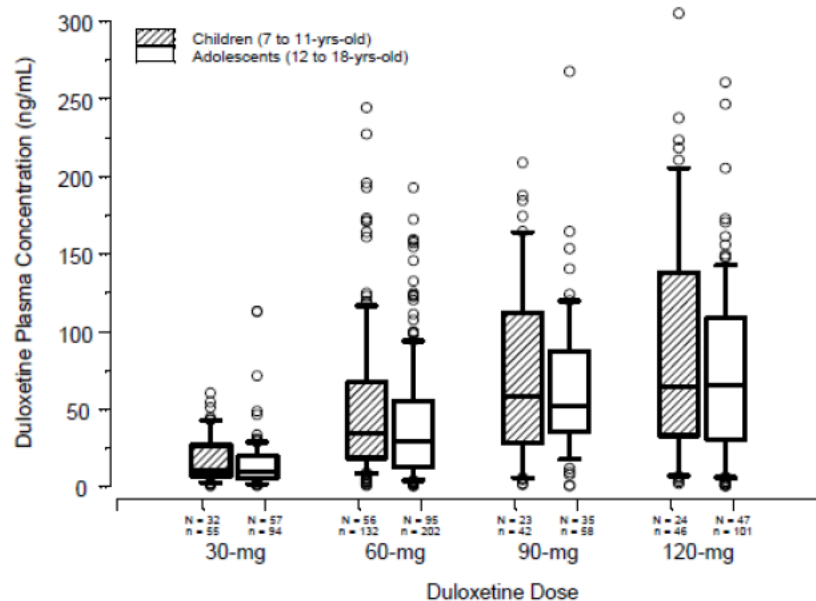 300
250
200
150
100
50
0
Duloxetine Plasma Concentration (ng/mL)
Children (7 to 11-yrs-old)
Adolescents (12 to 18-yrs-old)
N = 32 N = 57 N = 56 N = 95 N = 23 N = 35 N = 24 N = 47
n = 55 n = 94 n = 132 n = 202 n = 42 n = 58 n = 46 n = 101
30-mg 60-mg 90-mg 120-mg
Duloxetine Dose